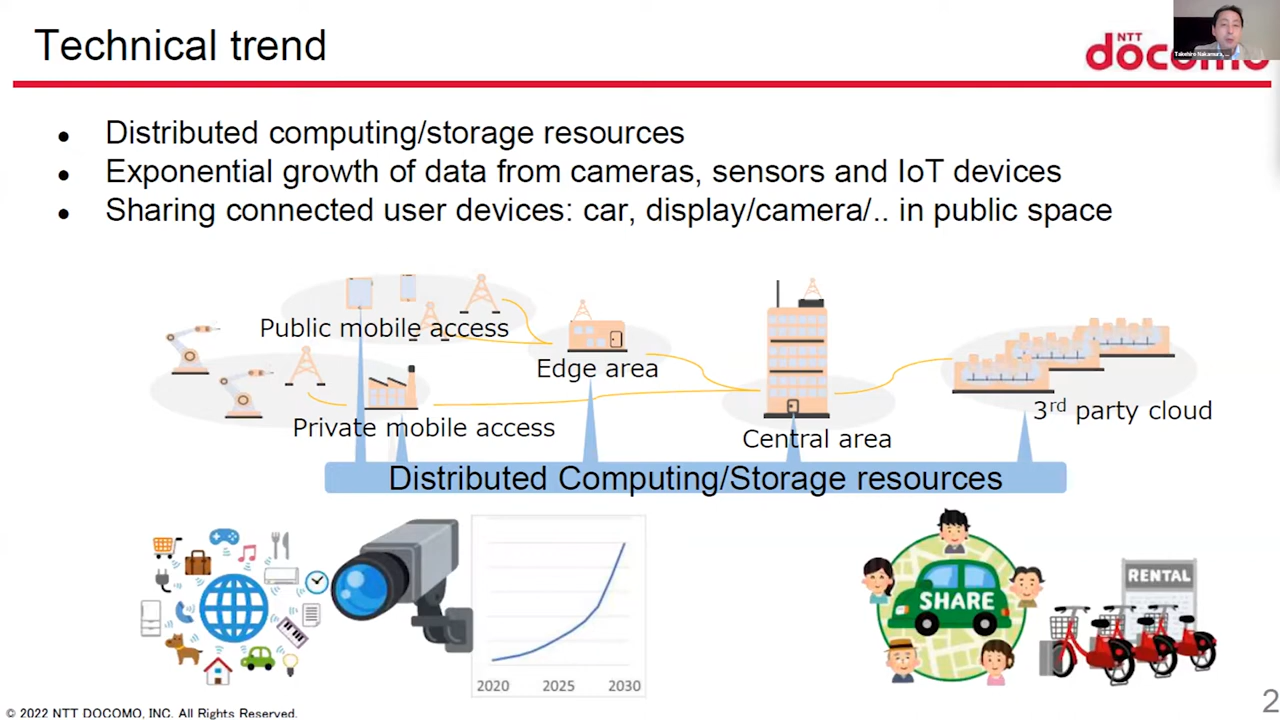 Technical trend
NTT
docomo
Takehiro Nakamura, ...
● Distributed computing/storage resources
● Exponential growth of data from cameras, sensors and IoT devices
● Sharing connected user devices: car, display/camera/.. in public space
Public mobile access
Edge area
Private mobile access
Central area
3rd party cloud
Distributed Computing/Storage resources
SHARE
RENTAL
2020 2025 2030
© 2022 NTT DOCOMO, INC. All Rights Reserved.
2